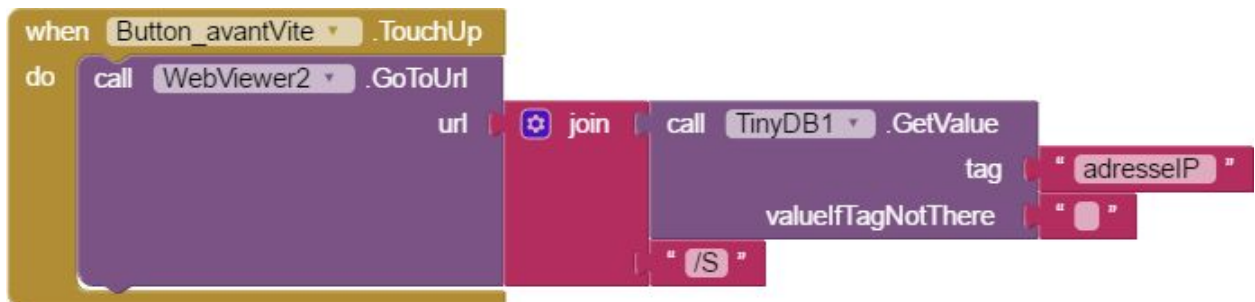 when Button_avantVite .TouchUp
do call WebViewer2 .GoToUrl
url join call TinyDB1 .GetValue
tag " adresseIP "
valueIfTagNotThere " "
" /S "